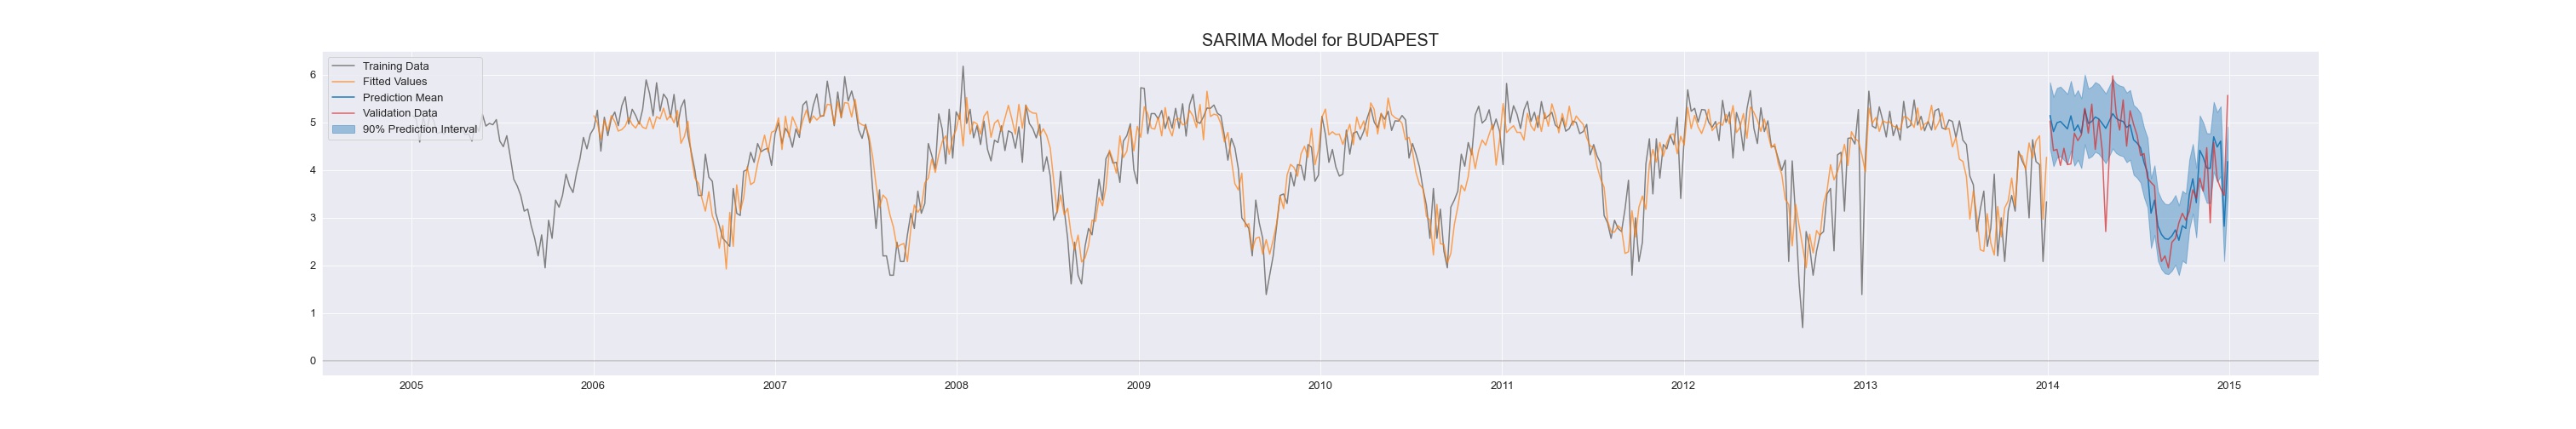 SARIMA Model for BUDAPEST
Training Data
Fitted Values
Prediction Mean
Validation Data
90% Prediction Interval
6
5
4
3
2
1
0
2005 2006 2007 2008 2009 2010 2011 2012 2013 2014 2015